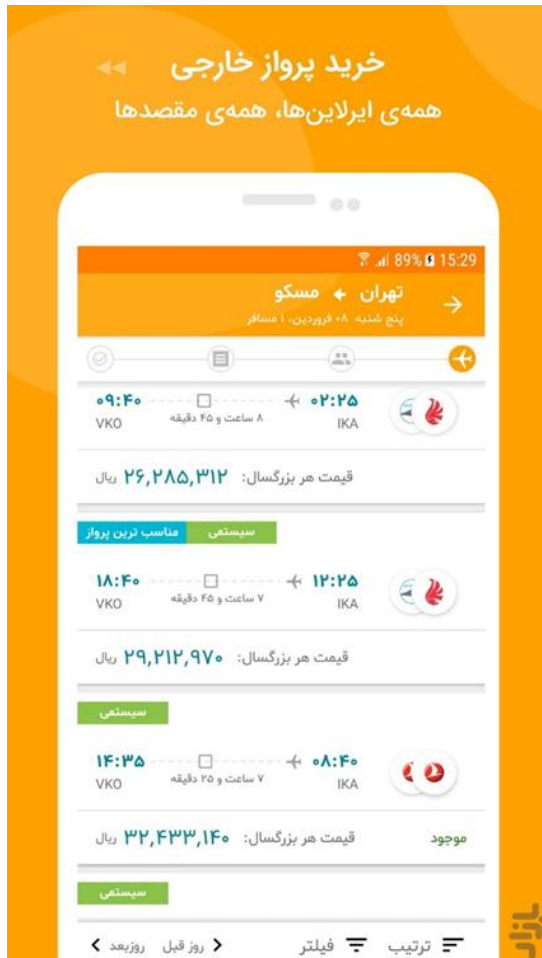 خرید پرواز خارجی
همه‌ی ایرلاین‌ها، همه‌ی مقصدها
89% 15:29
تهران ← مسکو
پنج شنبه ۰۸ فروردین، ۱ مسافر
۰۲:۲۵ ۰۹:۴۰
۸ ساعت و ۴۵ دقیقه
IKA VKO
قیمت هر بزرگسال: ۲۶,۲۸۵,۳۱۲ ریال
سیستمی مناسب ترین پرواز
۱۲:۲۵ ۱۸:۴۰
۷ ساعت و ۴۵ دقیقه
IKA VKO
قیمت هر بزرگسال: ۲۹,۲۱۲,۹۷۰ ریال
سیستمی
۰۸:۴۰ ۱۴:۳۵
۷ ساعت و ۲۵ دقیقه
IKA VKO
موجود قیمت هر بزرگسال: ۳۲,۴۳۳,۱۴۰ ریال
سیستمی
ترتیب فیلتر روز قبل روزبعد
بازار